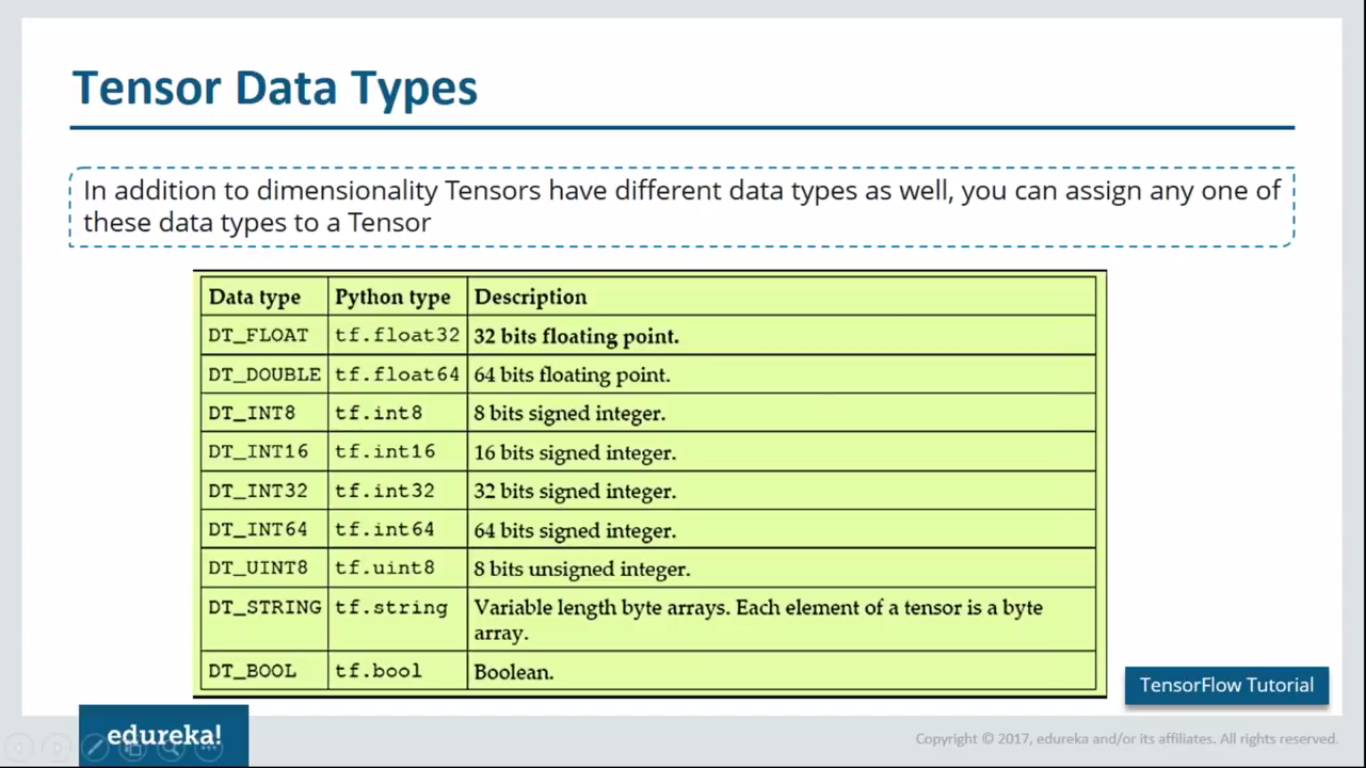 Tensor Data Types
In addition to dimensionality Tensors have different data types as well, you can assign any one of
these data types to a Tensor
Data type Python type Description
DT_FLOAT tf.float32 32 bits floating point.
DT_DOUBLE tf.float64 64 bits floating point.
DT_INT8 tf.int8 8 bits signed integer.
DT_INT16 tf.int16 16 bits signed integer.
DT_INT32 tf.int32 32 bits signed integer.
DT_INT64 tf.int64 64 bits signed integer.
DT_UINT8 tf.uint8 8 bits unsigned integer.
DT_STRING tf.string Variable length byte arrays. Each element of a tensor is a byte
array.
DT_BOOL tf.bool Boolean.
TensorFlow Tutorial
edureka!
Copyright © 2017, edureka and/or its affiliates. All rights reserved.